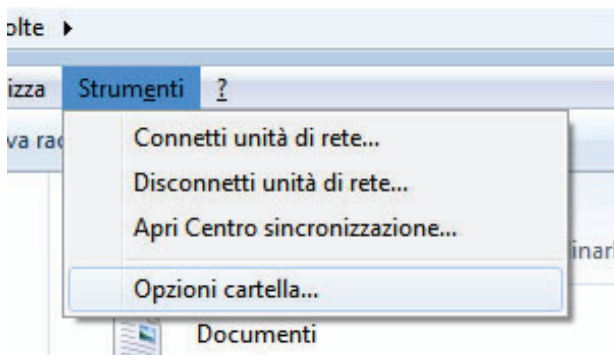 olte ▸
izza Strumenti ?
va rac
Connetti unità di rete...
Disconnetti unità di rete...
Apri Centro sincronizzazione...
inar
Opzioni cartella...
Documenti